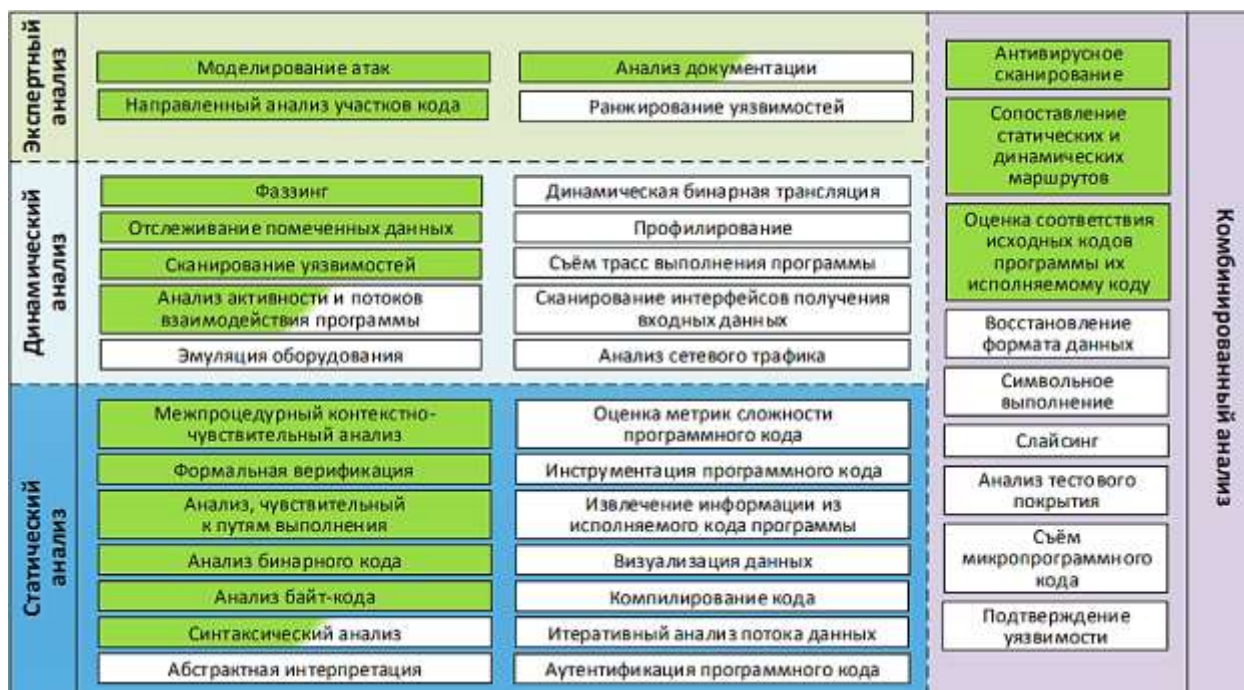 Экспертный
анализ
Моделирование атак
Направленный анализ участков кода
Анализ документации
Ранжирование уязвимостей
Динамический
анализ
Фаззинг
Отслеживание помеченных данных
Сканирование уязвимостей
Анализ активности и потоков
взаимодействия программы
Эмуляция оборудования
Динамическая бинарная трансляция
Профилирование
Съём трасс выполнения программы
Сканирование интерфейсов получения
входных данных
Анализ сетевого трафика
Статический
анализ
Межпроцедурный контекстно-
чувствительный анализ
Формальная верификация
Анализ, чувствительный
к путям выполнения
Анализ бинарного кода
Анализ байт-кода
Синтаксический анализ
Абстрактная интерпретация
Оценка метрик сложности
программного кода
Инструментация программного кода
Извлечение информации из
исполняемого кода программы
Визуализация данных
Компилирование кода
Итеративный анализ потока данных
Аутентификация программного кода
Антивирусное
сканирование
Сопоставление
статических и
динамических
маршрутов
Оценка соответствия
исходных кодов
программы их
исполняемому коду
Восстановление
формата данных
Символьное
выполнение
Слайсинг
Анализ тестового
покрытия
Съём
микропрограммного
кода
Подтверждение
уязвимости
Комбинированный анализ